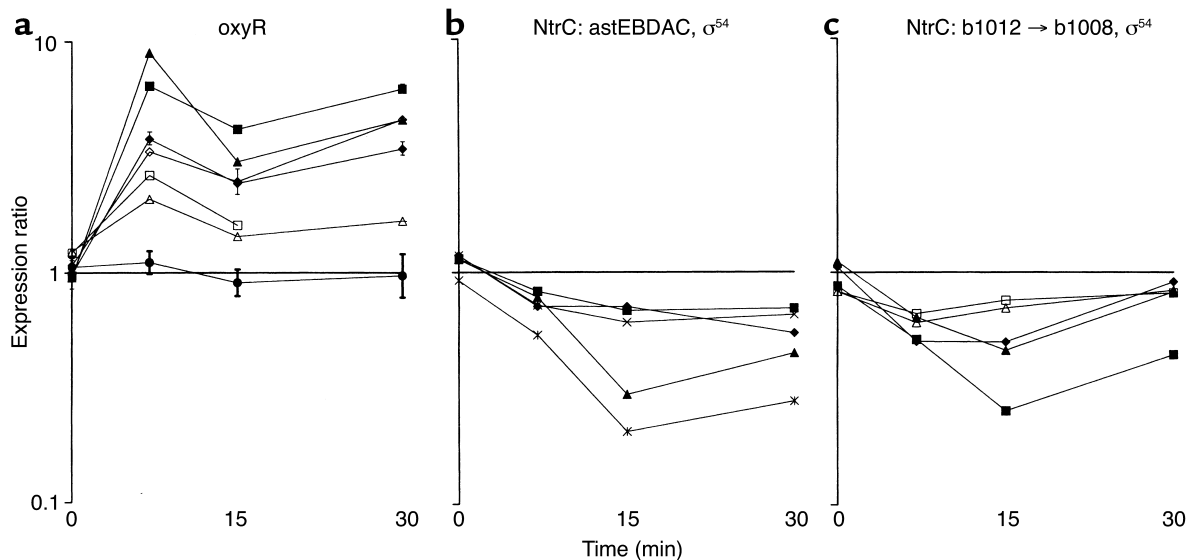 a oxyR
b NtrC: astEBDAC, σ⁵⁴
c NtrC: b1012 → b1008, σ⁵⁴
Expression ratio
10
1
0.1
0 15 30
0 15 30
0 15 30
Time (min)